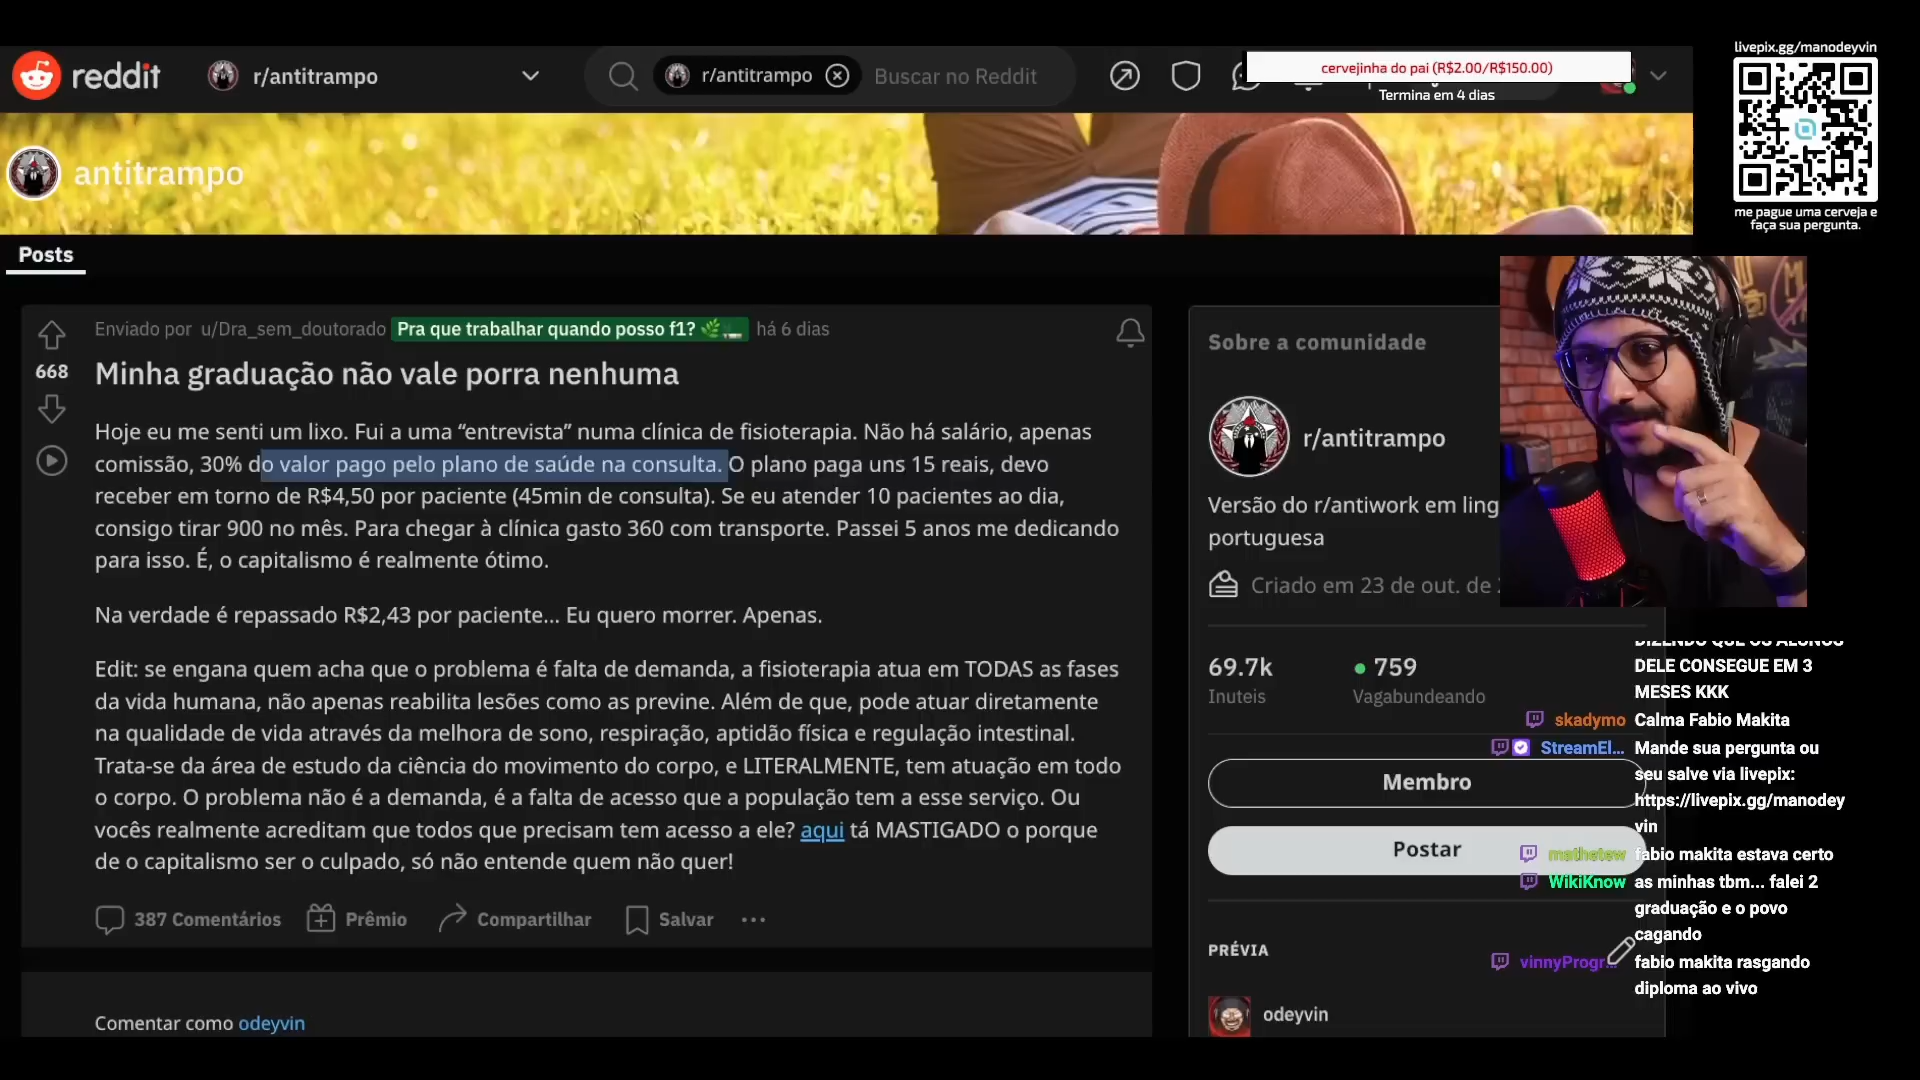 livepix.gg/manodeyvin
reddit
r/antitrampo
r/antitrampo
Buscar no Reddit
cervejinha do pai (R$2.00/R$150.00)
Termina em 4 dias
me pague uma cerveja e
faça sua pergunta.
antitrampo
Posts
Enviado por u/Dra_sem_doutorado Pra que trabalhar quando posso f1? há 6 dias
668
Minha graduação não vale porra nenhuma
Hoje eu me senti um lixo. Fui a uma “entrevista” numa clínica de fisioterapia. Não há salário, apenas
comissão, 30% do valor pago pelo plano de saúde na consulta. O plano paga uns 15 reais, devo
receber em torno de R$4,50 por paciente (45min de consulta). Se eu atender 10 pacientes ao dia,
consigo tirar 900 no mês. Para chegar à clínica gasto 360 com transporte. Passei 5 anos me dedicando
para isso. É, o capitalismo é realmente ótimo.
Na verdade é repassado R$2,43 por paciente... Eu quero morrer. Apenas.
Edit: se engana quem acha que o problema é falta de demanda, a fisioterapia atua em TODAS as fases
da vida humana, não apenas reabilita lesões como as previne. Além de que, pode atuar diretamente
na qualidade de vida através da melhora de sono, respiração, aptidão física e regulação intestinal.
Trata-se da área de estudo da ciência do movimento do corpo, e LITERALMENTE, tem atuação em todo
o corpo. O problema não é a demanda, é a falta de acesso que a população tem a esse serviço. Ou
vocês realmente acreditam que todos que precisam tem acesso a ele? aqui tá MASTIGADO o porque
de o capitalismo ser o culpado, só não entende quem não quer!
387 Comentários
Prêmio
Compartilhar
Salvar
Comentar como odeyvin
Sobre a comunidade
r/antitrampo
Versão do r/antiwork em ling
portuguesa
Criado em 23 de out. de
69.7k
Inuteis
759
Vagabundeando
Membro
Postar
PRÉVIA
odeyvin
DIZENDO QUE OS ALUNOS
DELE CONSEGUE EM 3
MESES KKK
skadymo Calma Fabio Makita
StreamEl... Mande sua pergunta ou
seu salve via livepix:
https://livepix.gg/manodey
vin
mathetew fabio makita estava certo
WikiKnow as minhas tbm... falei 2
graduação e o povo
cagando
vinnyProgr... fabio makita rasgando
diploma ao vivo